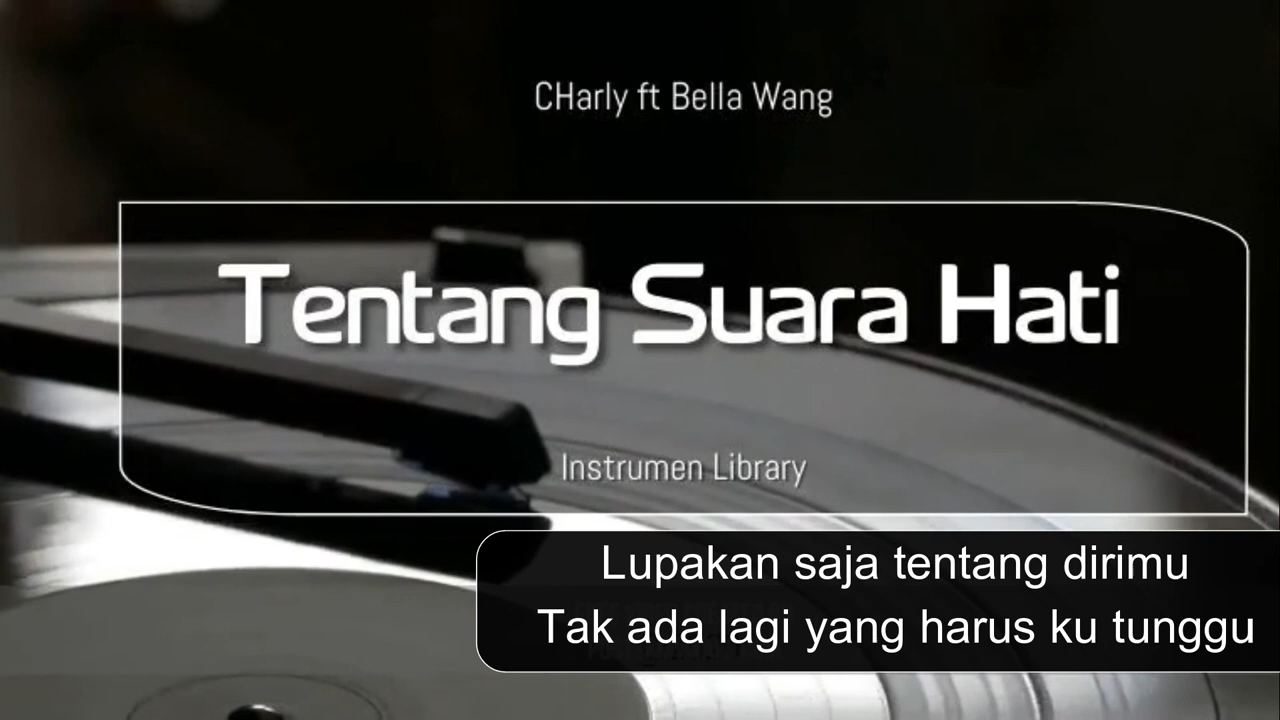 CHarly ft Bella Wang
Tentang Suara Hati
Instrumen Library
Lupakan saja tentang dirimu
Tak ada lagi yang harus ku tunggu